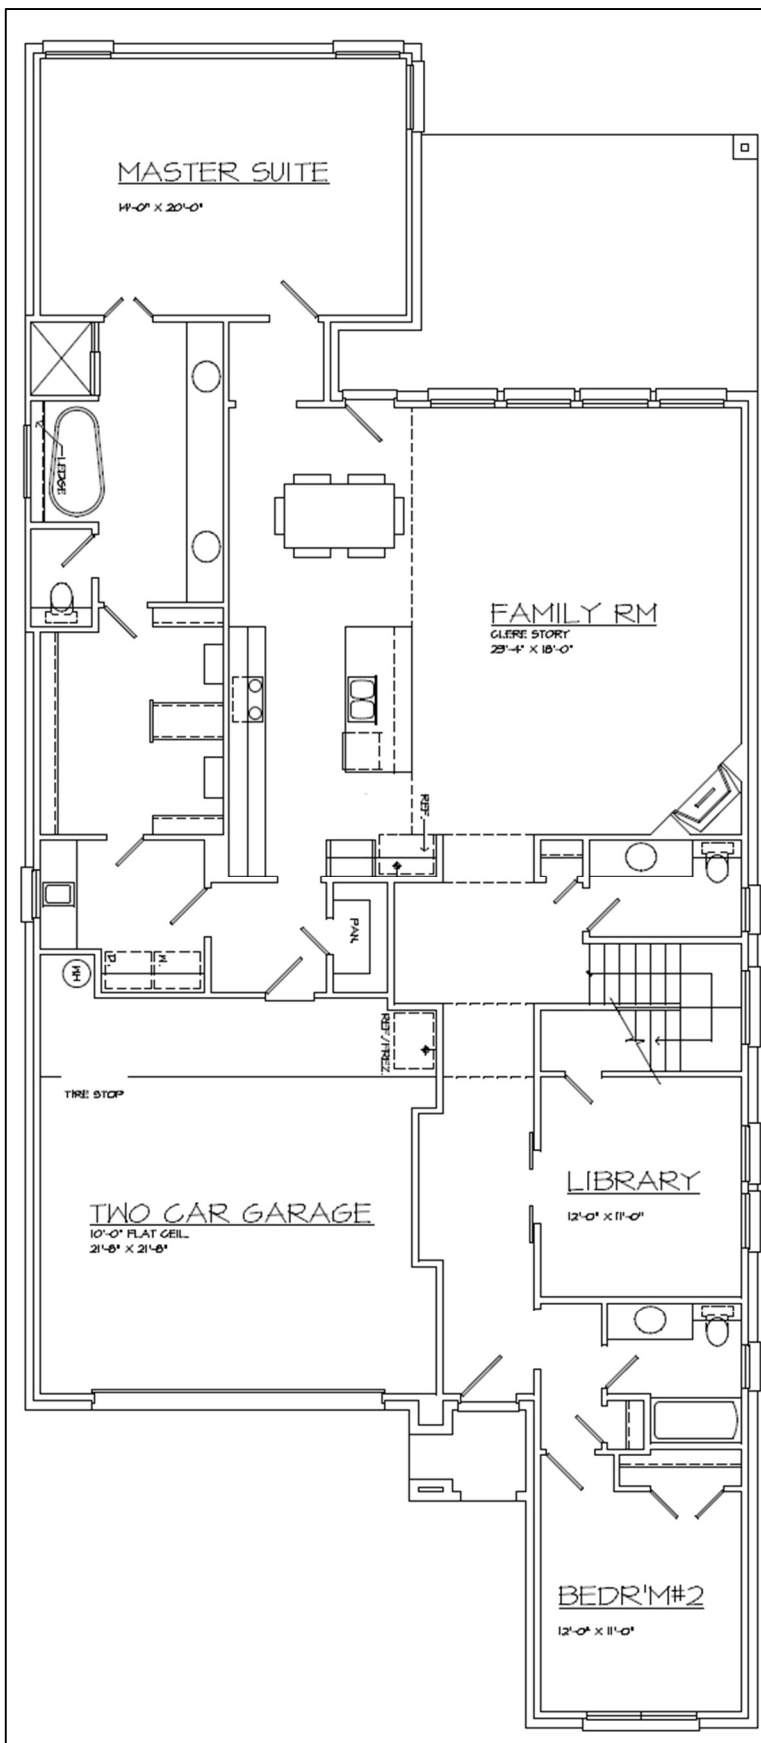 MASTER SUITE
14'-0" X 20'-0"
LEDGE
FAMILY RM
CLERE STORY
23'-4" X 18'-0"
REF.
PAN.
D.
W.
WH
REF/FREZ.
TIRE STOP
LIBRARY
12'-0" X 11'-0"
TWO CAR GARAGE
10'-0" FLAT CEIL.
21'-8" X 21'-8"
BEDR'M#2
12'-0" X 11'-0"